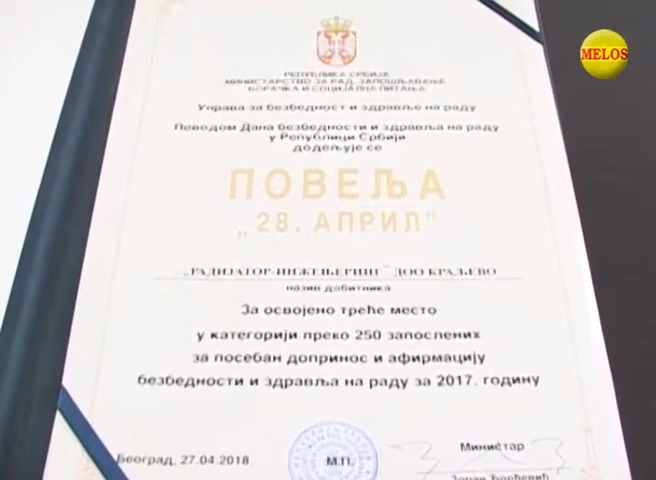 MELOS
РЕПУБЛИКА СРБИЈА
МИНИСТАРСТВО ЗА РАД, ЗАПОШЉАВАЊЕ,
БОРАЧКА И СОЦИЈАЛНА ПИТАЊА
Управа за безбедност и здравље на раду
Поводом Дана безбедности и здравља на раду
у Републици Србији
додељује се
ПОВЕЉА
„28. АПРИЛ"
„РАДИЈАТОР-ИНЖЕЊЕРИНГ" ДОО КРАЉЕВО
назив добитника
За освојено треће место
у категорији преко 250 запослених
за посебан допринос и афирмацију
безбедности и здравља на раду за 2017. годину
Београд, 27.04.2018.
М.П.
Министар
Зоран Ђорђевић